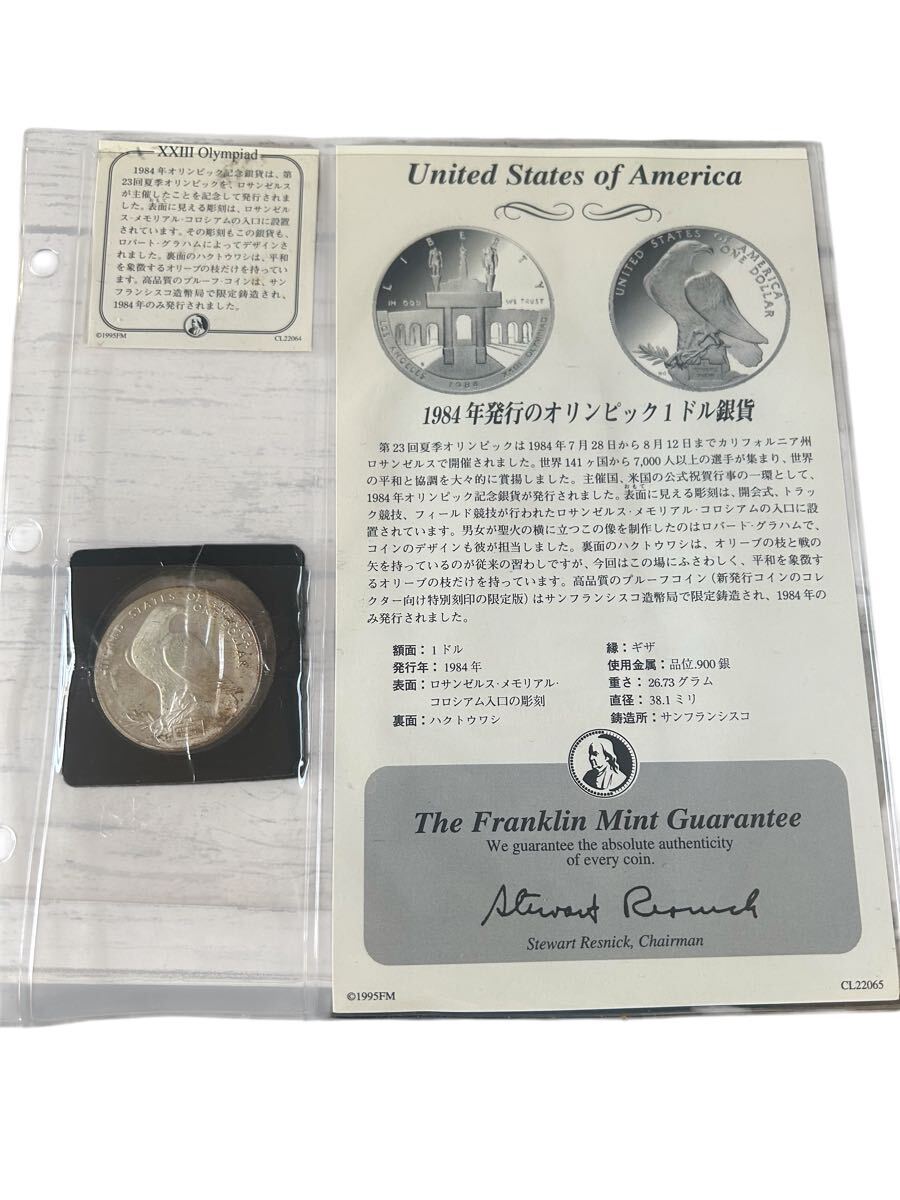 XXIII Olympiad
1984年オリンピック記念銀貨は、第
23回夏季オリンピックを、ロサンゼルス
が主催したことを記念して発行されま
した。表面に見える彫刻は、ロサンゼル
ス・メモリアル・コロシアムの入口に設置
されています。その彫刻もこの銀貨も、
ロバート・グラハムによってデザインさ
れました。裏面のハクトウワシは、平和
を象徴するオリーブの枝だけを持ってい
ます。高品質のプルーフ・コインは、サン
フランシスコ造幣局で限定鋳造され、
1984年のみ発行されました。
©1995FM
CL22064
United States of America
LIBERTY
IN GOD WE TRUST
LOS ANGELES
XXIII OLYMPIAD
1984
UNITED STATES OF AMERICA
ONE DOLLAR
1984年発行のオリンピック1ドル銀貨
第23回夏季オリンピックは1984年7月28日から8月12日までカリフォルニア州
ロサンゼルスで開催されました。世界141ヶ国から7,000人以上の選手が集まり、世界
の平和と協調を大々的に賞揚しました。主催国、米国の公式祝賀行事の一環として、
1984年オリンピック記念銀貨が発行されました。表面に見える彫刻は、開会式、トラッ
ク競技、フィールド競技が行われたロサンゼルス・メモリアル・コロシアムの入口に設
置されています。男女が聖火の横に立つこの像を制作したのはロバード・グラハムで、
コインのデザインも彼が担当しました。裏面のハクトウワシは、オリーブの枝と戦の
矢を持っているのが従来の習わしですが、今回はこの場にふさわしく、平和を象徴す
るオリーブの枝だけを持っています。高品質のプルーフコイン(新発行コインのコレ
クター向け特別刻印の限定版)はサンフランシスコ造幣局で限定鋳造され、1984年の
み発行されました。
額面:1ドル
発行年:1984年
表面:ロサンゼルス・メモリアル・
コロシアム入口の彫刻
裏面:ハクトウワシ
縁:ギザ
使用金属:品位.900銀
重さ:26.73グラム
直径:38.1ミリ
鋳造所:サンフランシスコ
STATES OF
ONE DOLLAR
The Franklin Mint Guarantee
We guarantee the absolute authenticity
of every coin.
Stewart Resnick
Stewart Resnick, Chairman
©1995FM
CL22065